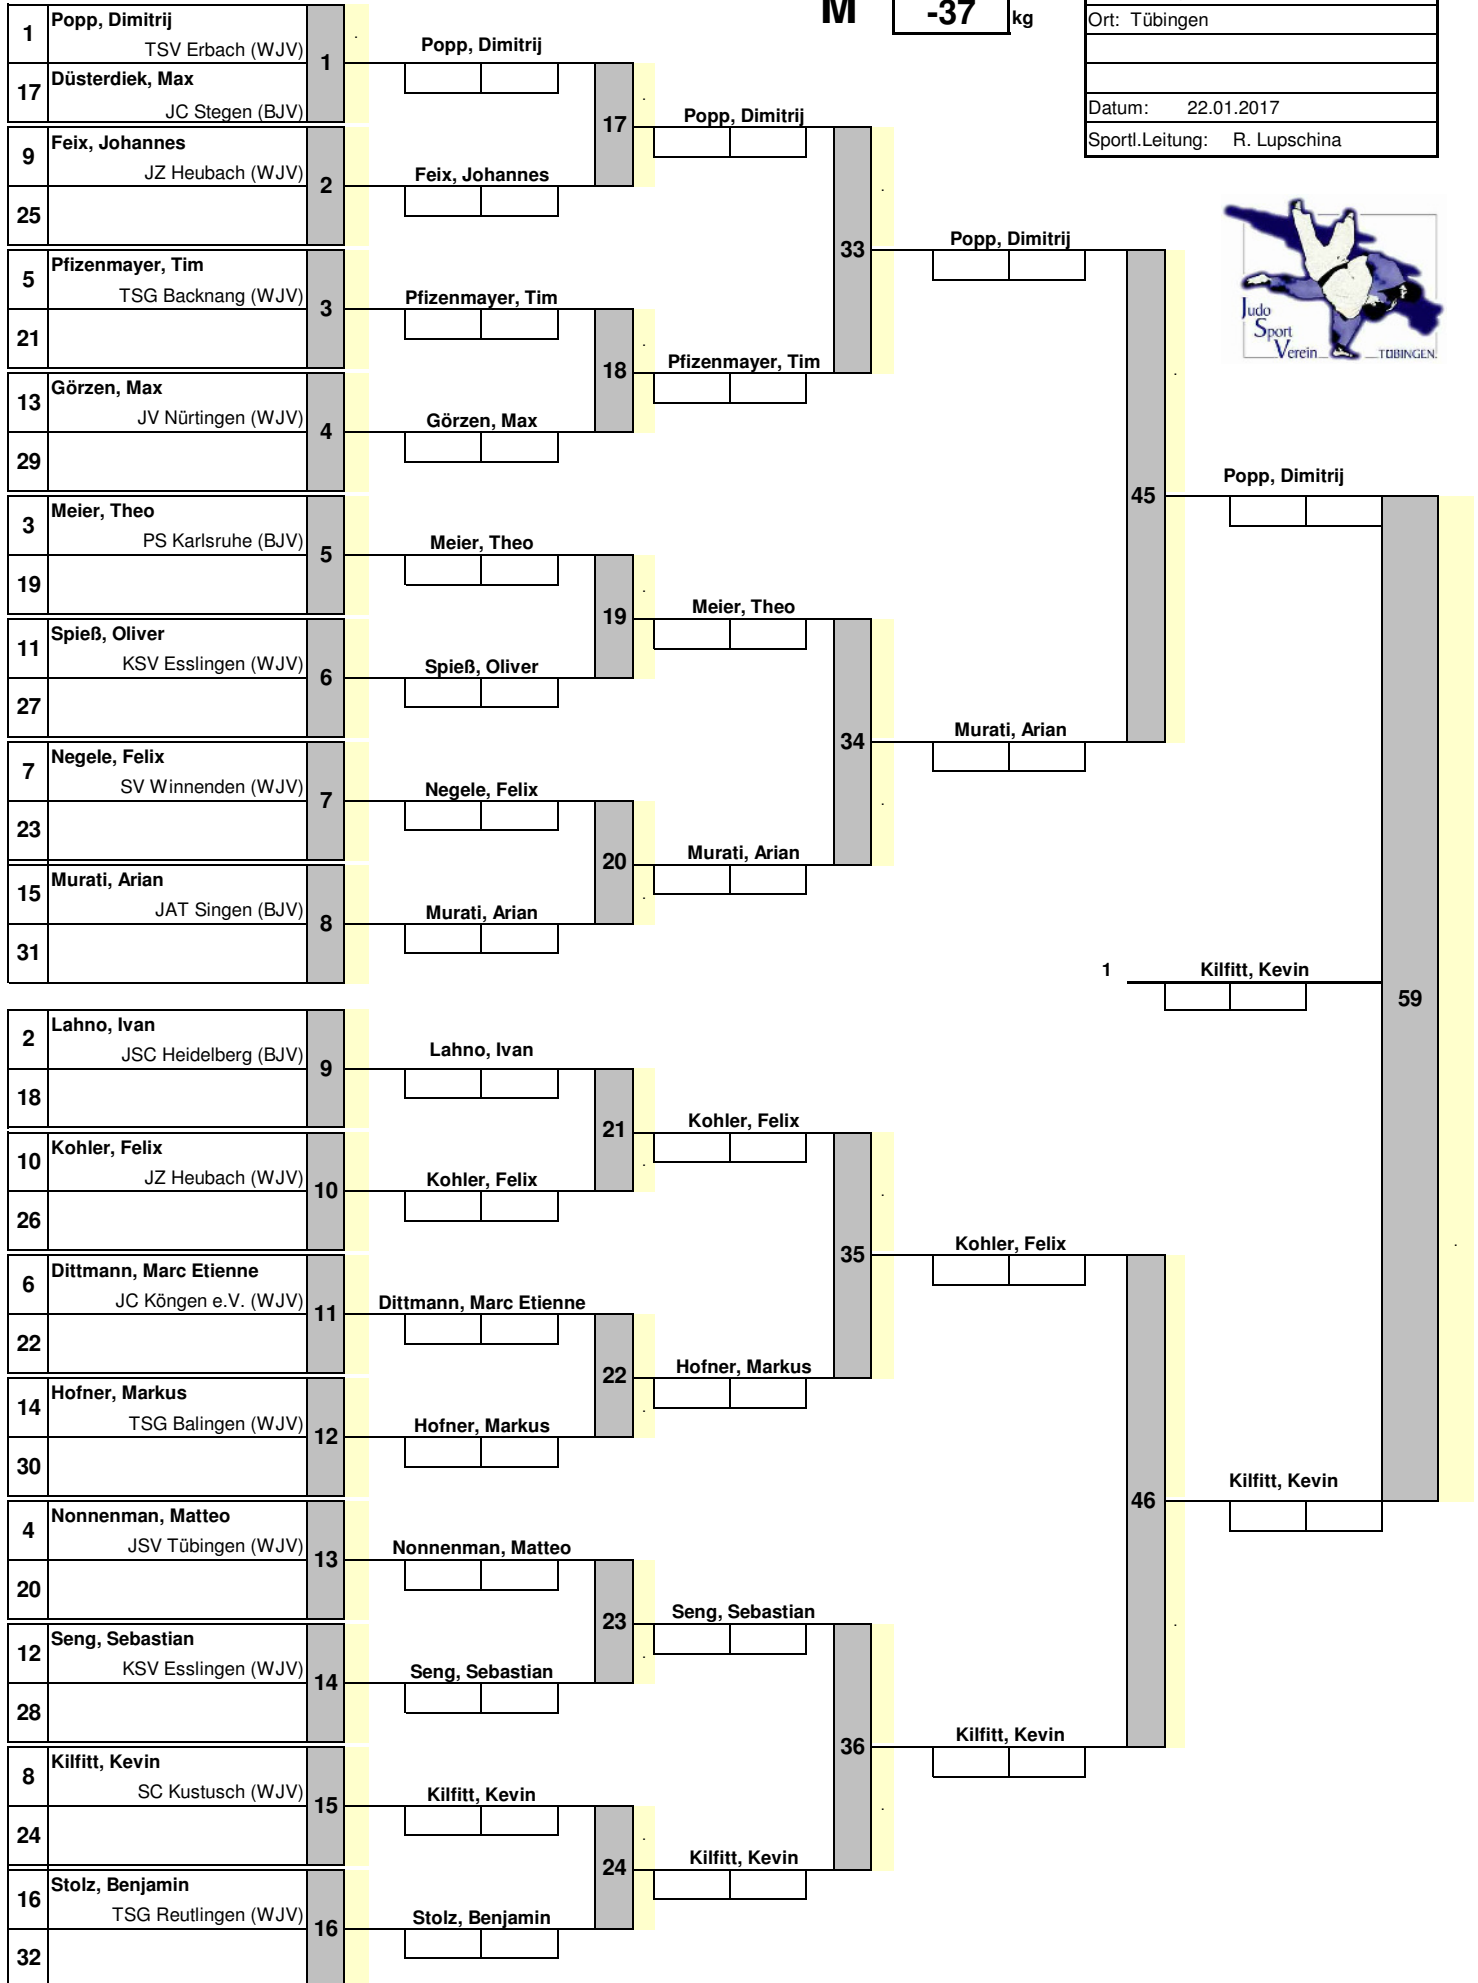 M -37 kg
Ort: Tübingen
Datum: 22.01.2017
Sportl.Leitung: R. Lupschina
Judo
Sport
Verein
TÜBINGEN.
1 Popp, Dimitrij
TSV Erbach (WJV)
1
17 Düsterdiek, Max
JC Stegen (BJV)
9 Feix, Johannes
JZ Heubach (WJV)
2
25
5 Pfizenmayer, Tim
TSG Backnang (WJV)
3
21
13 Görzen, Max
JV Nürtingen (WJV)
4
29
3 Meier, Theo
PS Karlsruhe (BJV)
5
19
11 Spieß, Oliver
KSV Esslingen (WJV)
6
27
7 Negele, Felix
SV Winnenden (WJV)
7
23
15 Murati, Arian
JAT Singen (BJV)
8
31
2 Lahno, Ivan
JSC Heidelberg (BJV)
9
18
10 Kohler, Felix
JZ Heubach (WJV)
10
26
6 Dittmann, Marc Etienne
JC Köngen e.V. (WJV)
11
22
14 Hofner, Markus
TSG Balingen (WJV)
12
30
4 Nonnenman, Matteo
JSV Tübingen (WJV)
13
20
12 Seng, Sebastian
KSV Esslingen (WJV)
14
28
8 Kilfitt, Kevin
SC Kustusch (WJV)
15
24
16 Stolz, Benjamin
TSG Reutlingen (WJV)
16
32
Popp, Dimitrij
17
Feix, Johannes
Pfizenmayer, Tim
18
Görzen, Max
Meier, Theo
19
Spieß, Oliver
Negele, Felix
20
Murati, Arian
Lahno, Ivan
21
Kohler, Felix
Dittmann, Marc Etienne
22
Hofner, Markus
Nonnenman, Matteo
23
Seng, Sebastian
Kilfitt, Kevin
24
Stolz, Benjamin
Popp, Dimitrij
33
Pfizenmayer, Tim
Meier, Theo
34
Murati, Arian
Kohler, Felix
35
Hofner, Markus
Seng, Sebastian
36
Kilfitt, Kevin
Popp, Dimitrij
45
Murati, Arian
Kohler, Felix
46
Kilfitt, Kevin
Popp, Dimitrij
1 Kilfitt, Kevin
59
Kilfitt, Kevin